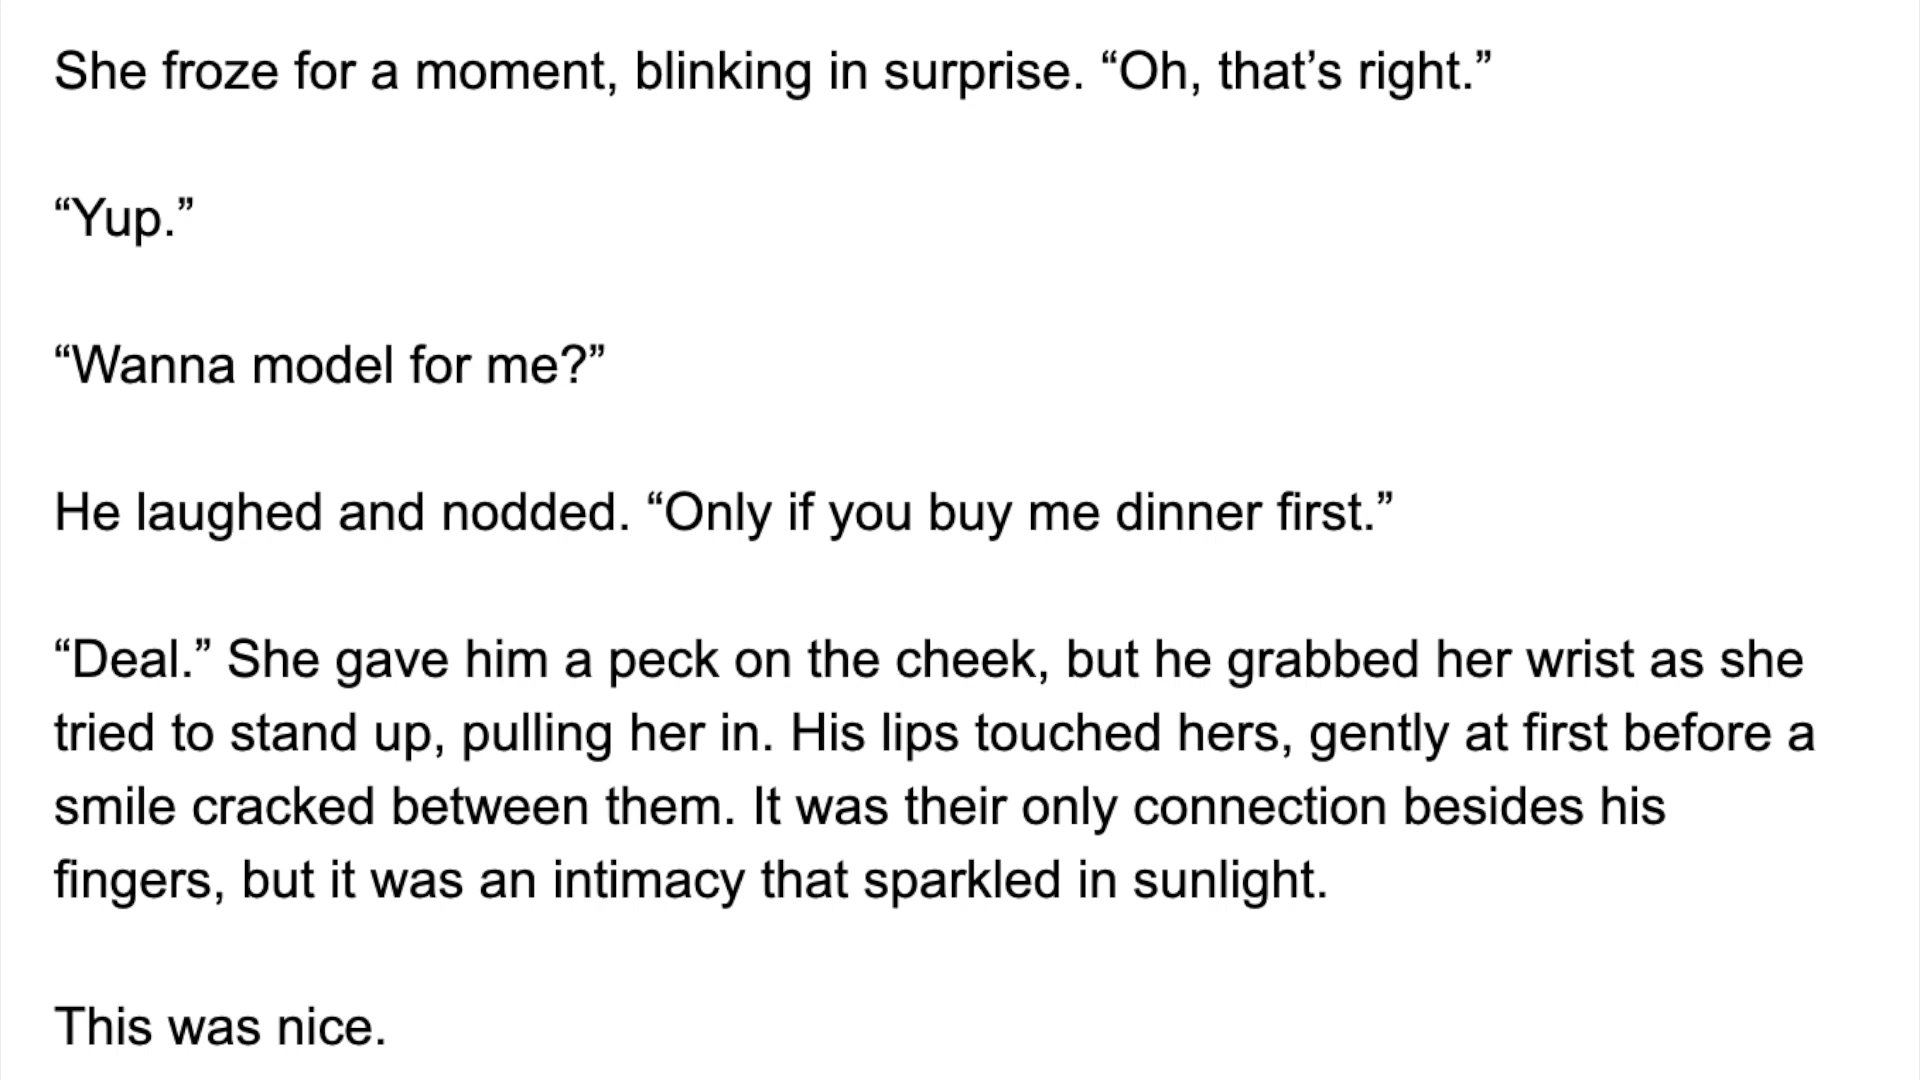 She froze for a moment, blinking in surprise. “Oh, that’s right.”
“Yup.”
“Wanna model for me?”
He laughed and nodded. “Only if you buy me dinner first.”
“Deal.” She gave him a peck on the cheek, but he grabbed her wrist as she
tried to stand up, pulling her in. His lips touched hers, gently at first before a
smile cracked between them. It was their only connection besides his
fingers, but it was an intimacy that sparkled in sunlight.
This was nice.